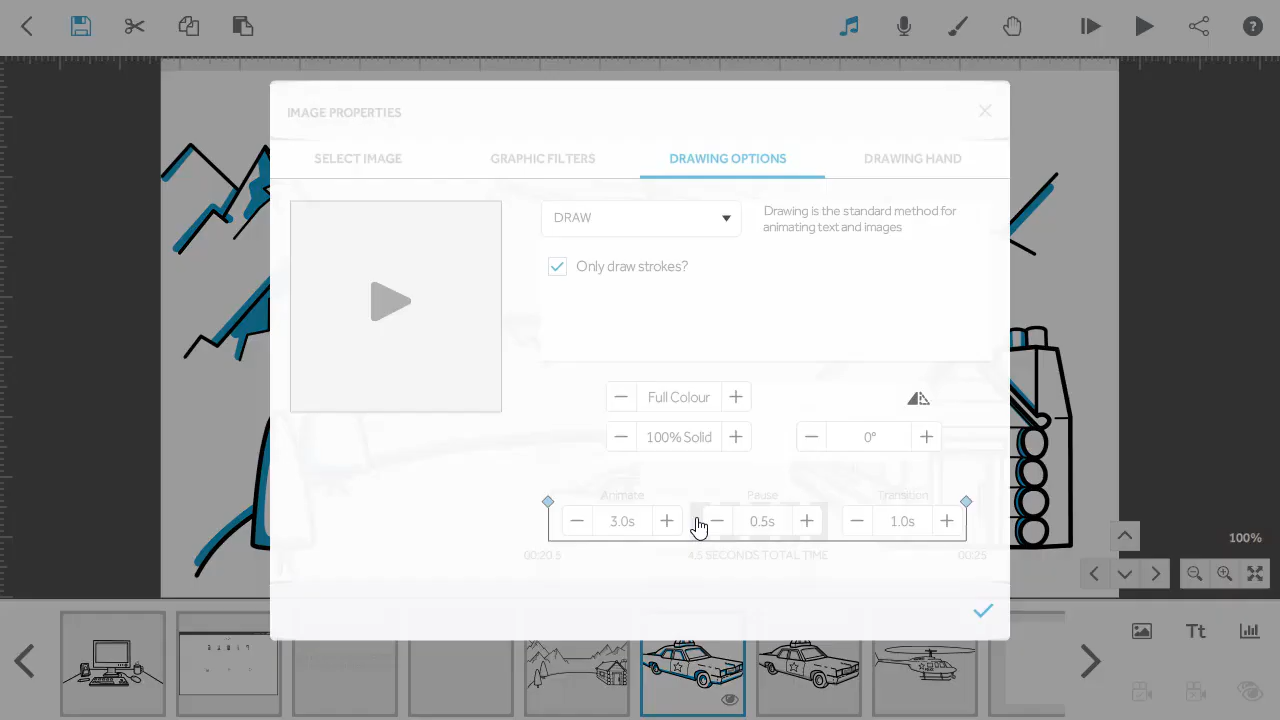 IMAGE PROPERTIES
SELECT IMAGE
GRAPHIC FILTERS
DRAWING OPTIONS
DRAWING HAND
DRAW
Drawing is the standard method for
animating text and images
Only draw strokes?
Full Colour
100% Solid
0°
Animate
Pause
Transition
3.0s
0.5s
1.0s
00:20.5
4.5 SECONDS TOTAL TIME
00:25
100%
Tt